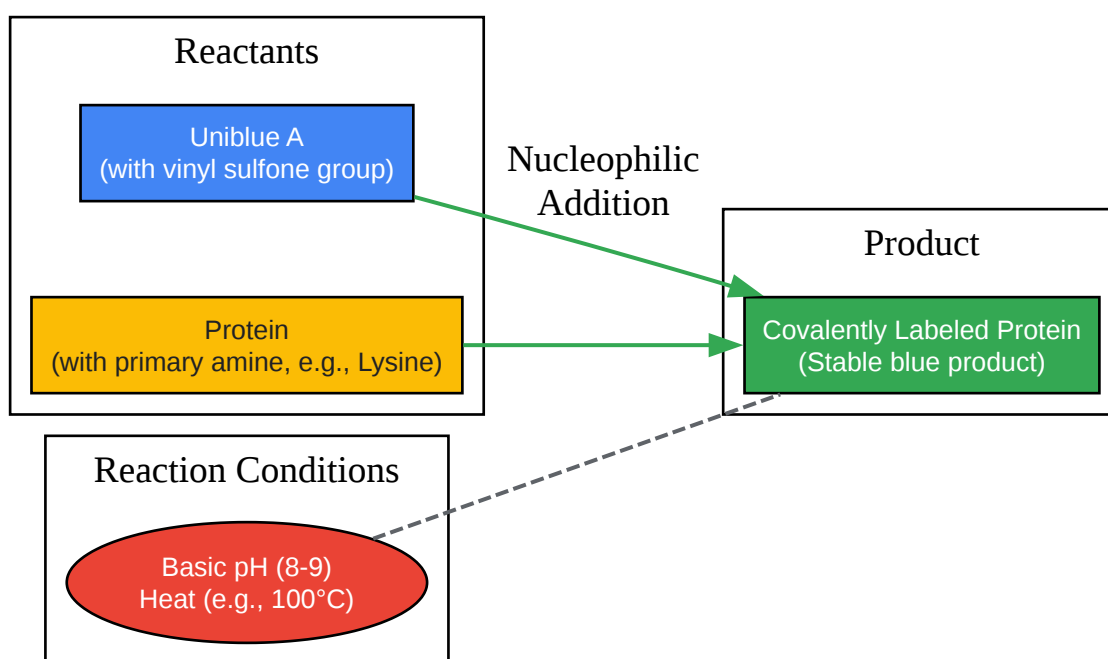 Reactants
Uniblue A
(with vinyl sulfone group)
Nucleophilic
Addition
Protein
(with primary amine, e.g., Lysine)
Product
Covalently Labeled Protein
(Stable blue product)
Reaction Conditions
Basic pH (8-9)
Heat (e.g., 100°C)